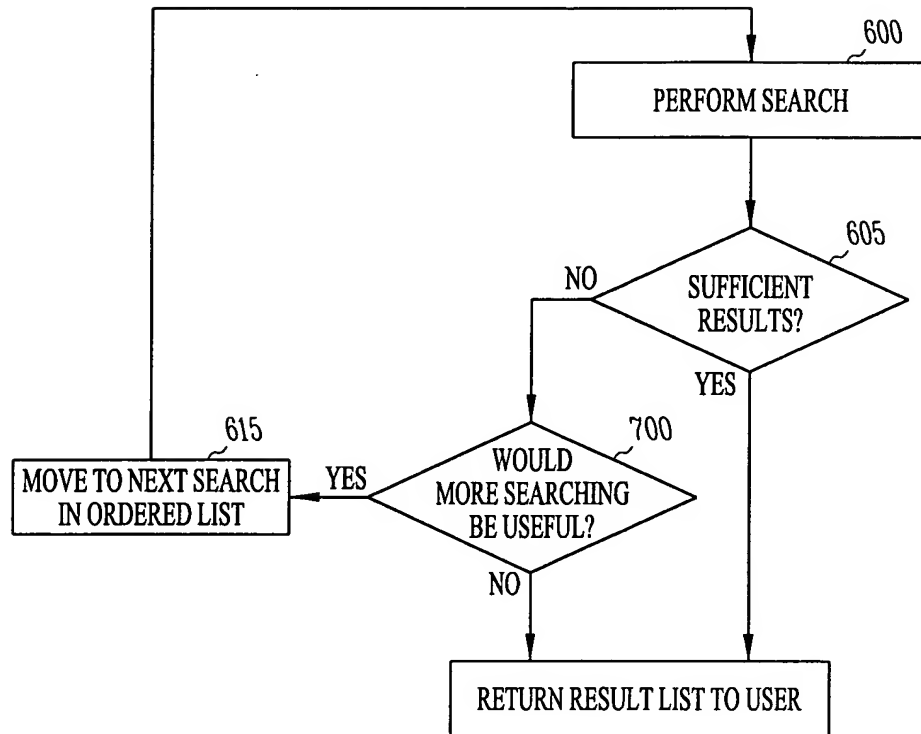 600
PERFORM SEARCH
605
SUFFICIENT
RESULTS?
NO
YES
700
WOULD
MORE SEARCHING
BE USEFUL?
YES
NO
615
MOVE TO NEXT SEARCH
IN ORDERED LIST
RETURN RESULT LIST TO USER